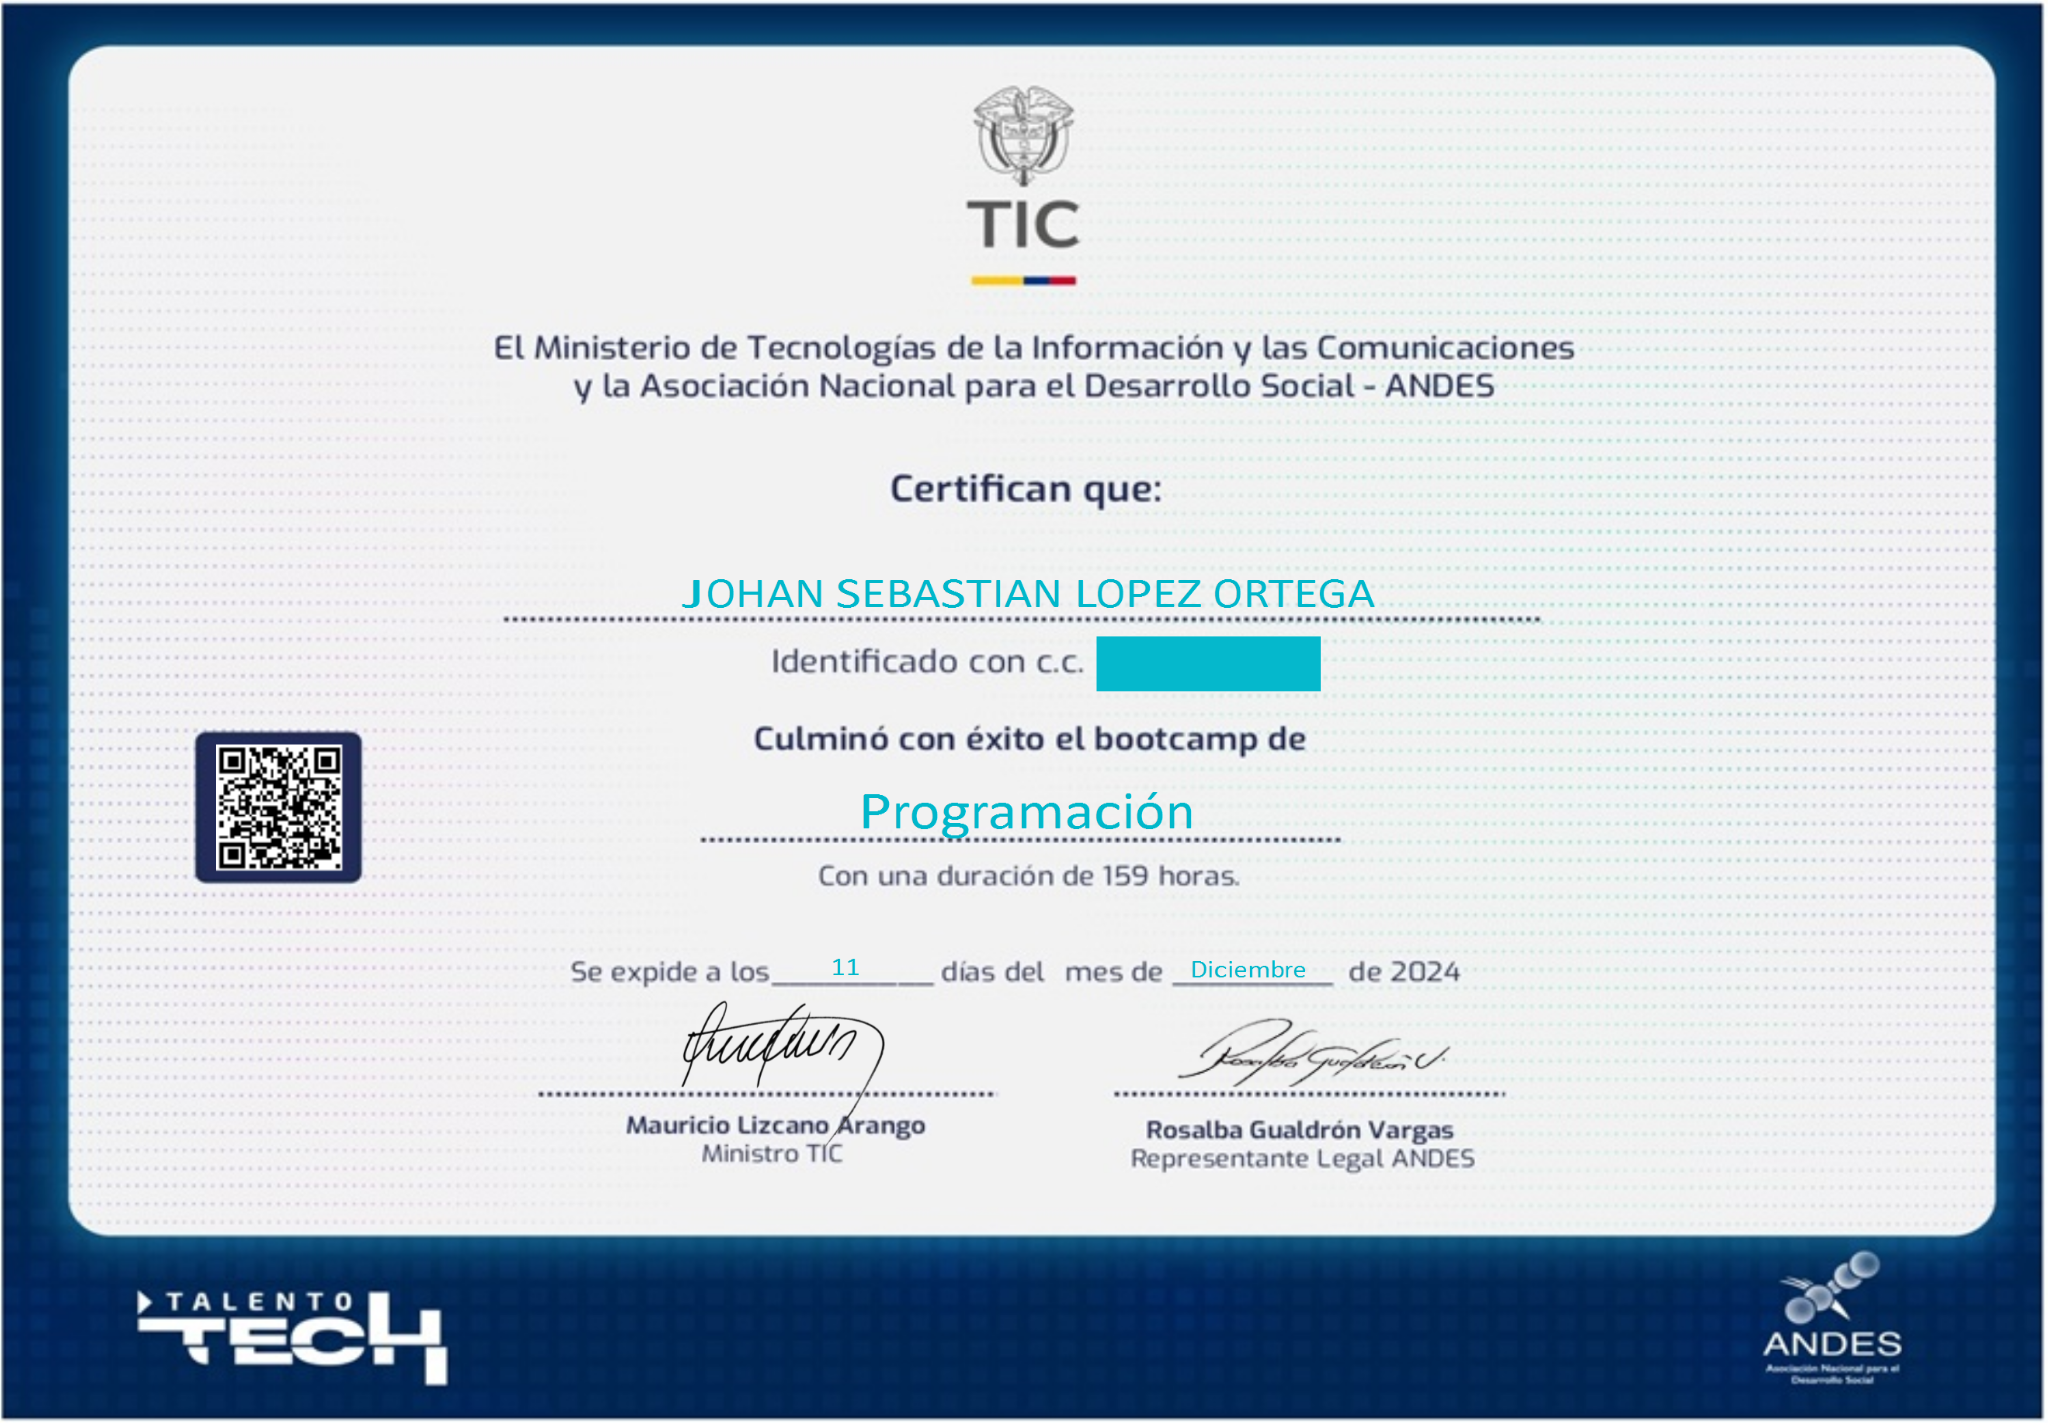 TIC
El Ministerio de Tecnologías de la Información y las Comunicaciones
y la Asociación Nacional para el Desarrollo Social - ANDES
Certifican que:
JOHAN SEBASTIAN LOPEZ ORTEGA
Identificado con c.c.
Culminó con éxito el bootcamp de
Programación
Con una duración de 159 horas.
Se expide a los 11 días del mes de Diciembre de 2024
Rosalba Gualdrón V.
Mauricio Lizcano Arango
Ministro TIC
Rosalba Gualdrón Vargas
Representante Legal ANDES
TALENTO
TECH
ANDES
Asociación Nacional para el
Desarrollo Social